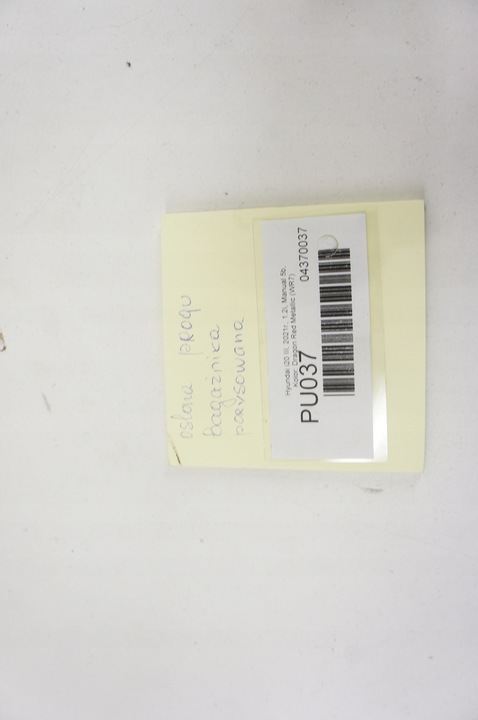 osłona progu
bagażnika
porysowana
Hyundai i20 III, 2021r., 1.2i, Manual 5b,
Kolor: Dragon Red Metallic (WR7)
PU037 04370037